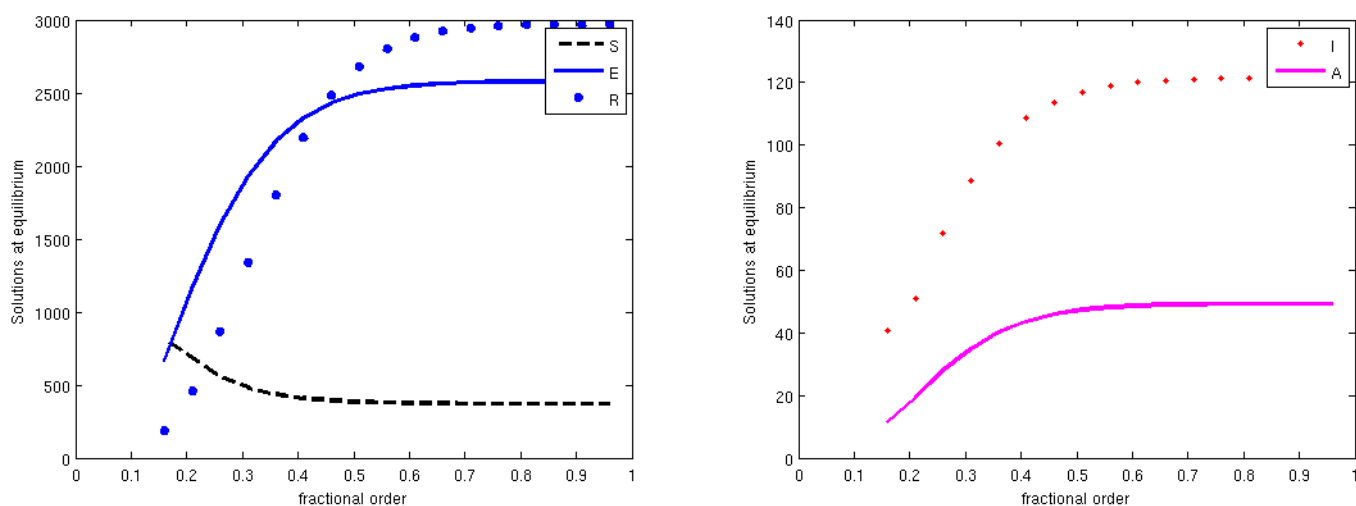 3000
2500
2000
1500
1000
500
0
Solutions at equilibrium
0 0.1 0.2 0.3 0.4 0.5 0.6 0.7 0.8 0.9 1
fractional order
S
E
R
140
120
100
80
60
40
20
0
Solutions at equilibrium
0 0.1 0.2 0.3 0.4 0.5 0.6 0.7 0.8 0.9 1
fractional order
I
A